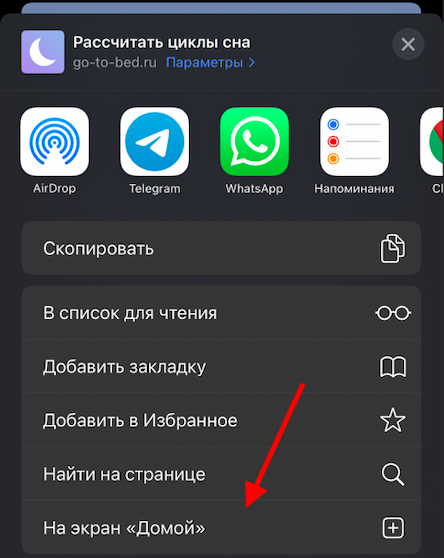 Рассчитать циклы сна
go-to-bed.ru Параметры >
AirDrop Telegram WhatsApp Напоминания
Скопировать
В список для чтения
Добавить закладку
Добавить в Избранное
Найти на странице
На экран «Домой»